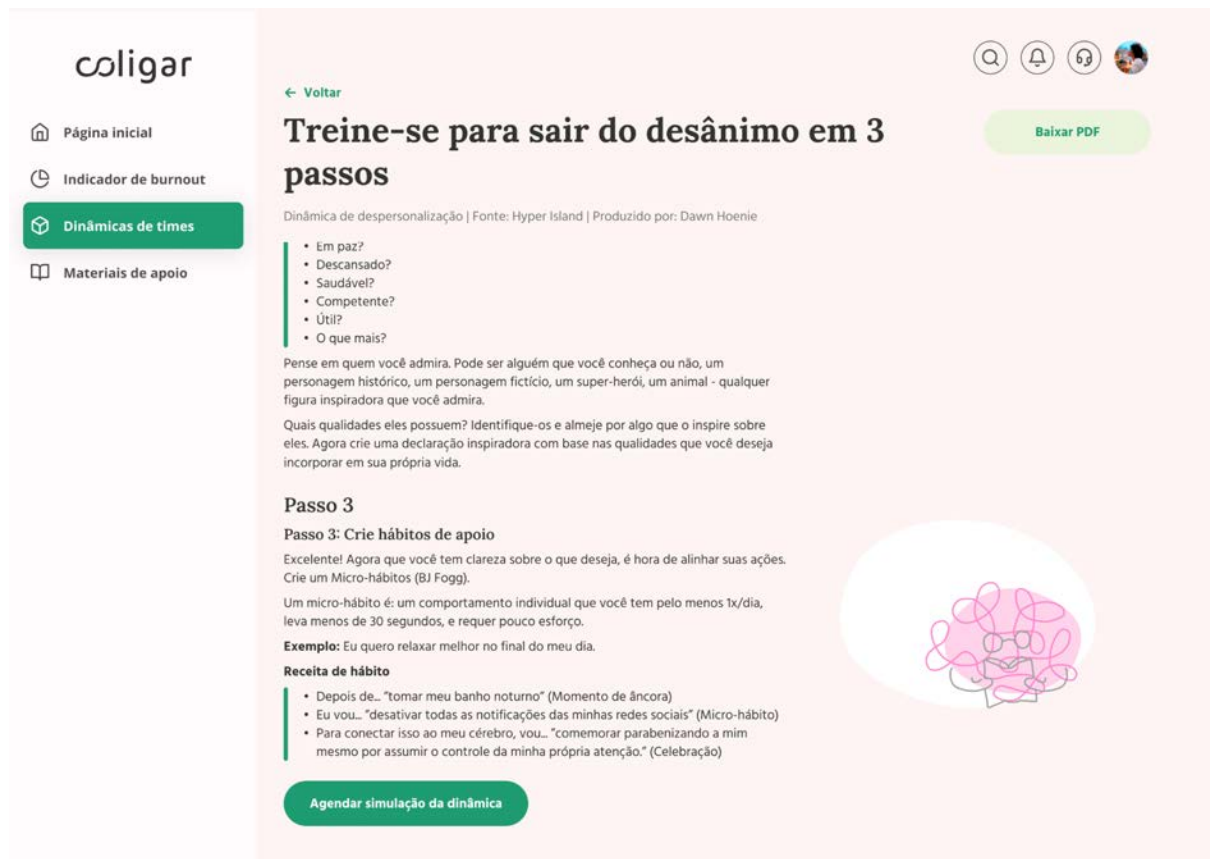 coligar
Página inicial
Indicador de burnout
Dinâmicas de times
Materiais de apoio
← Voltar
Treine-se para sair do desânimo em 3
passos
Baixar PDF
Dinâmica de despersonalização | Fonte: Hyper Island | Produzido por: Dawn Hoenie
• Em paz?
• Descansado?
• Saudável?
• Competente?
• Útil?
• O que mais?
Pense em quem você admira. Pode ser alguém que você conheça ou não, um
personagem histórico, um personagem fictício, um super-herói, um animal - qualquer
figura inspiradora que você admira.
Quais qualidades eles possuem? Identifique-os e almeje por algo que o inspire sobre
eles. Agora crie uma declaração inspiradora com base nas qualidades que você deseja
incorporar em sua própria vida.
Passo 3
Passo 3: Crie hábitos de apoio
Excelente! Agora que você tem clareza sobre o que deseja, é hora de alinhar suas ações.
Crie um Micro-hábitos (BJ Fogg).
Um micro-hábito é: um comportamento individual que você tem pelo menos 1x/dia,
leva menos de 30 segundos, e requer pouco esforço.
Exemplo: Eu quero relaxar melhor no final do meu dia.
Receita de hábito
• Depois de... "tomar meu banho noturno" (Momento de âncora)
• Eu vou... "desativar todas as notificações das minhas redes sociais" (Micro-hábito)
• Para conectar isso ao meu cérebro, vou... "comemorar parabenizando a mim
mesmo por assumir o controle da minha própria atenção." (Celebração)
Agendar simulação da dinâmica